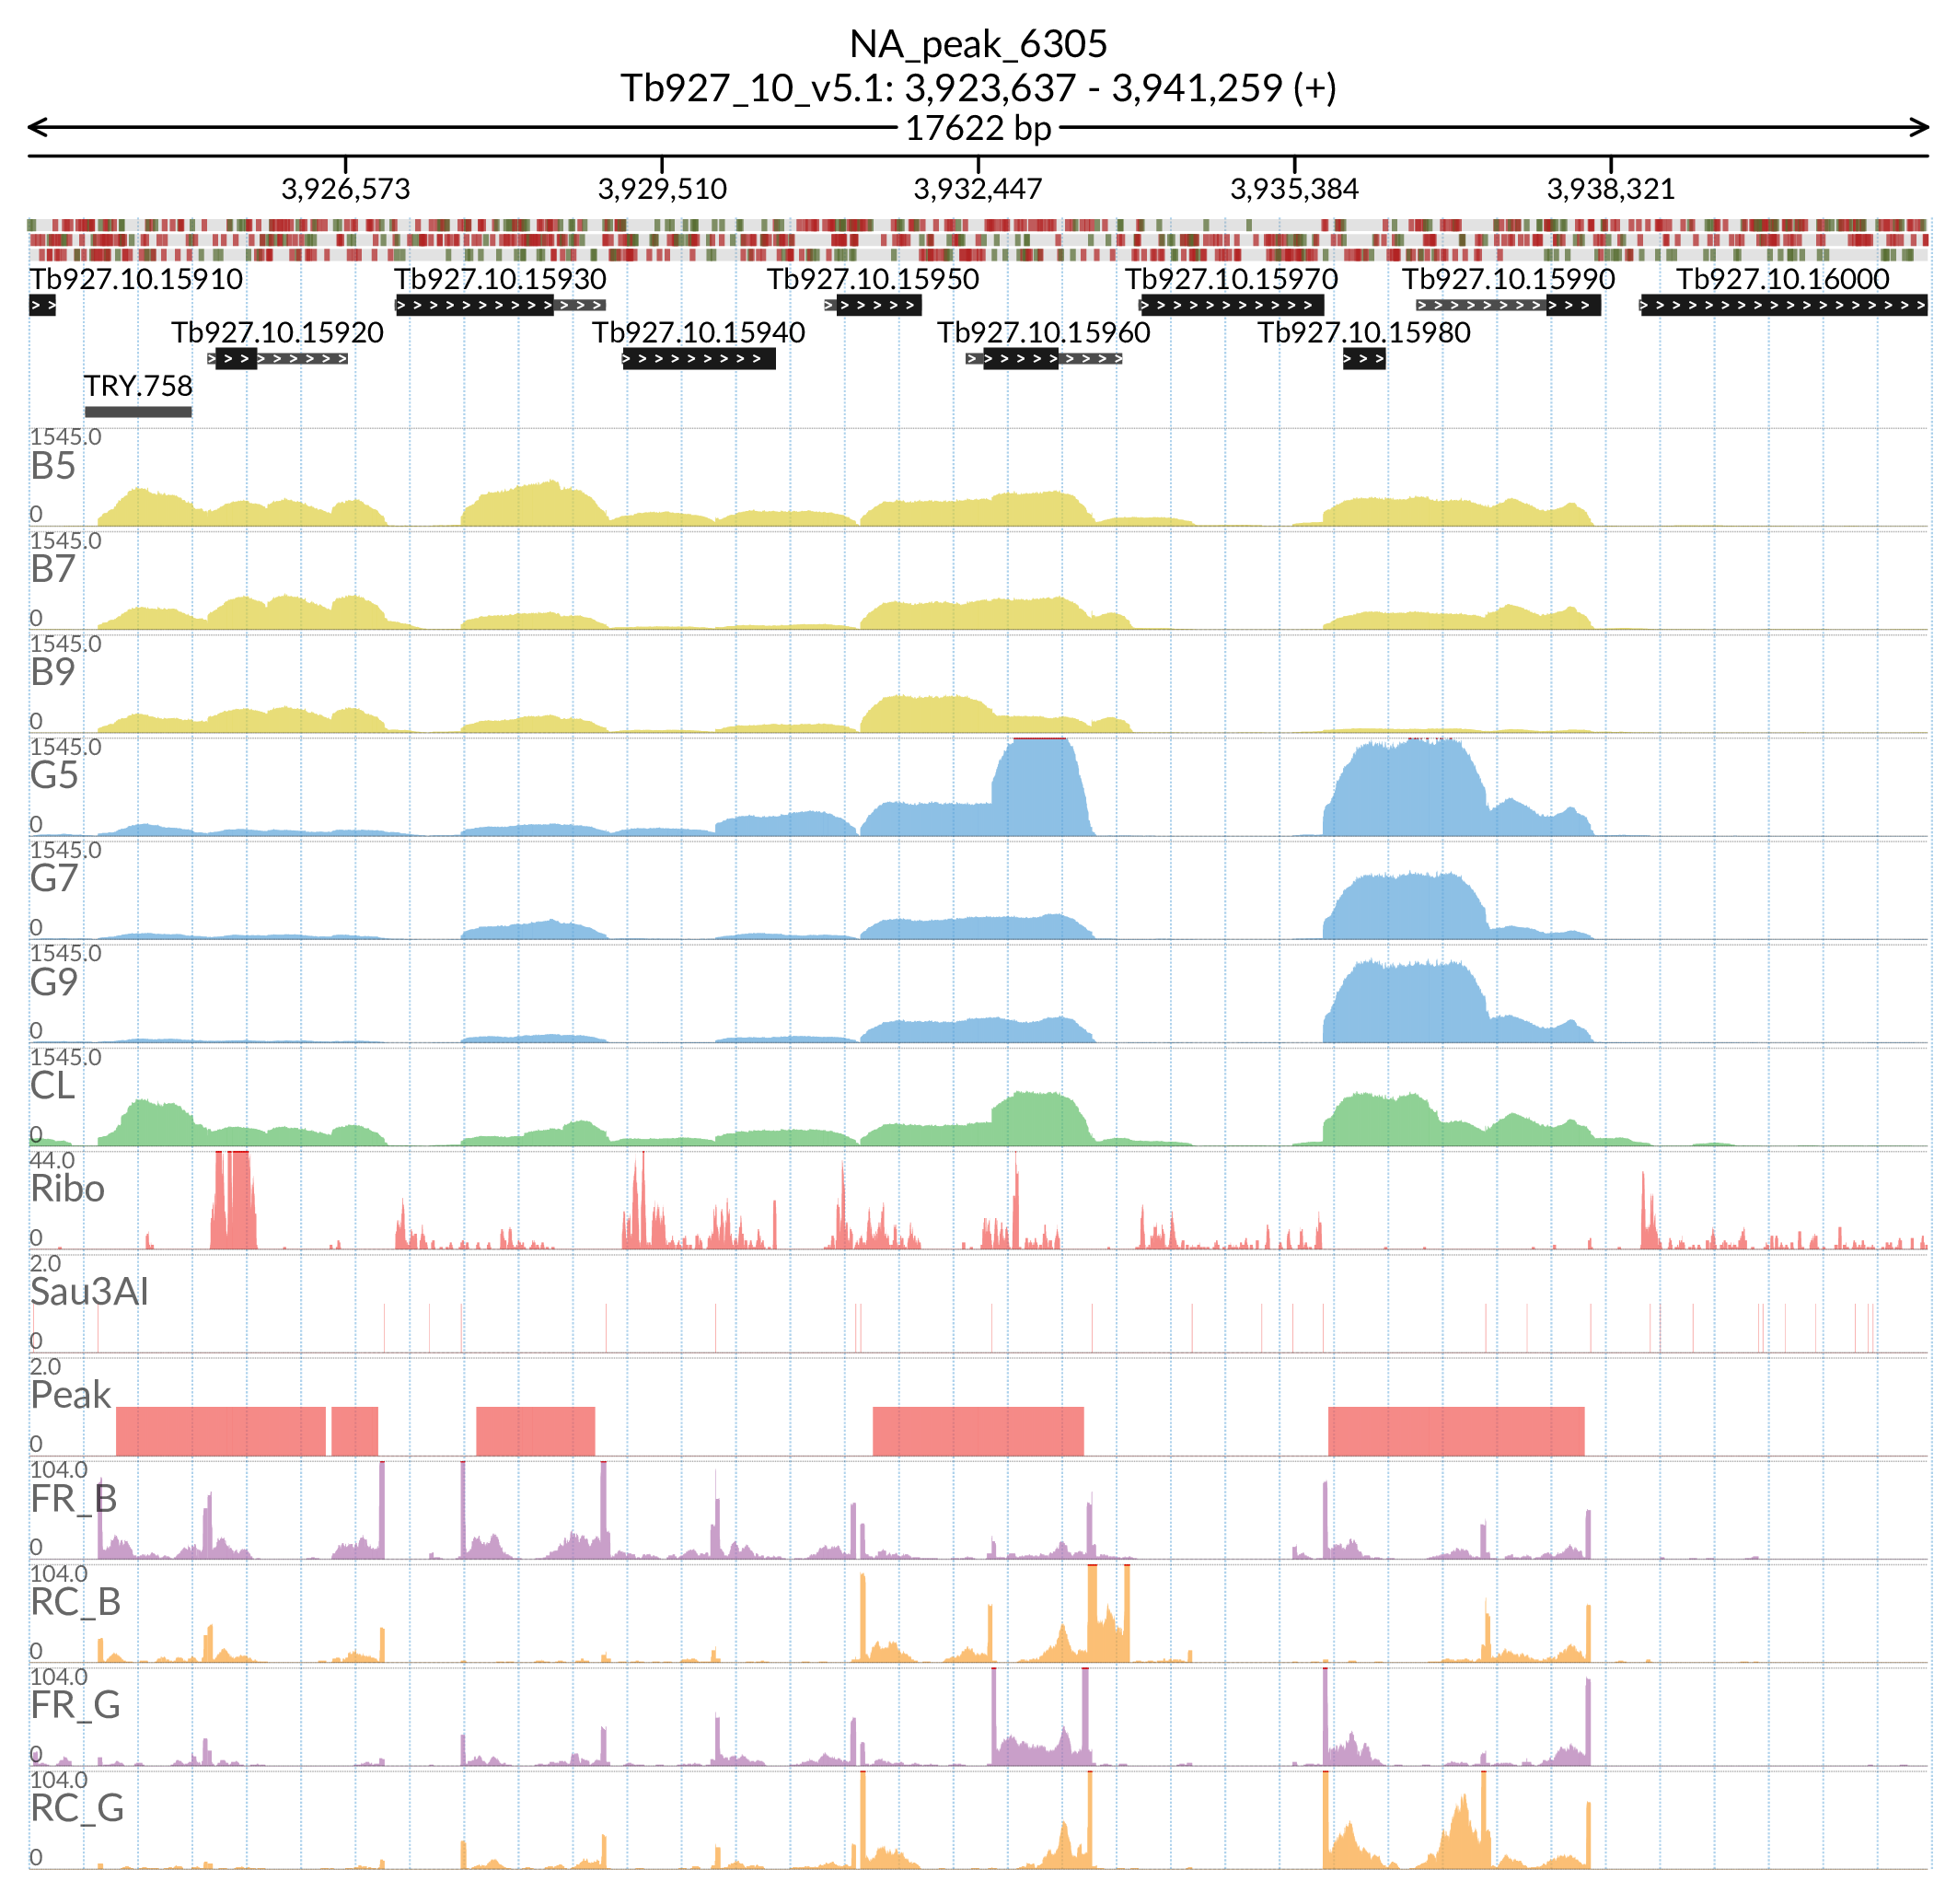 NA_peak_6305
Tb927_10_v5.1: 3,923,637 - 3,941,259 (+)
17622 bp
3,926,573 3,929,510 3,932,447 3,935,384 3,938,321
Tb927.10.15910 Tb927.10.15930 Tb927.10.15950 Tb927.10.15970 Tb927.10.15990 Tb927.10.16000
Tb927.10.15920 Tb927.10.15940 Tb927.10.15960 Tb927.10.15980
TRY.758
1545.0
B5
0
1545.0
B7
0
1545.0
B9
0
1545.0
G5
0
1545.0
G7
0
1545.0
G9
0
1545.0
CL
0
44.0
Ribo
0
2.0
Sau3AI
0
2.0
Peak
0
104.0
FR_B
0
104.0
RC_B
0
104.0
FR_G
0
104.0
RC_G
0